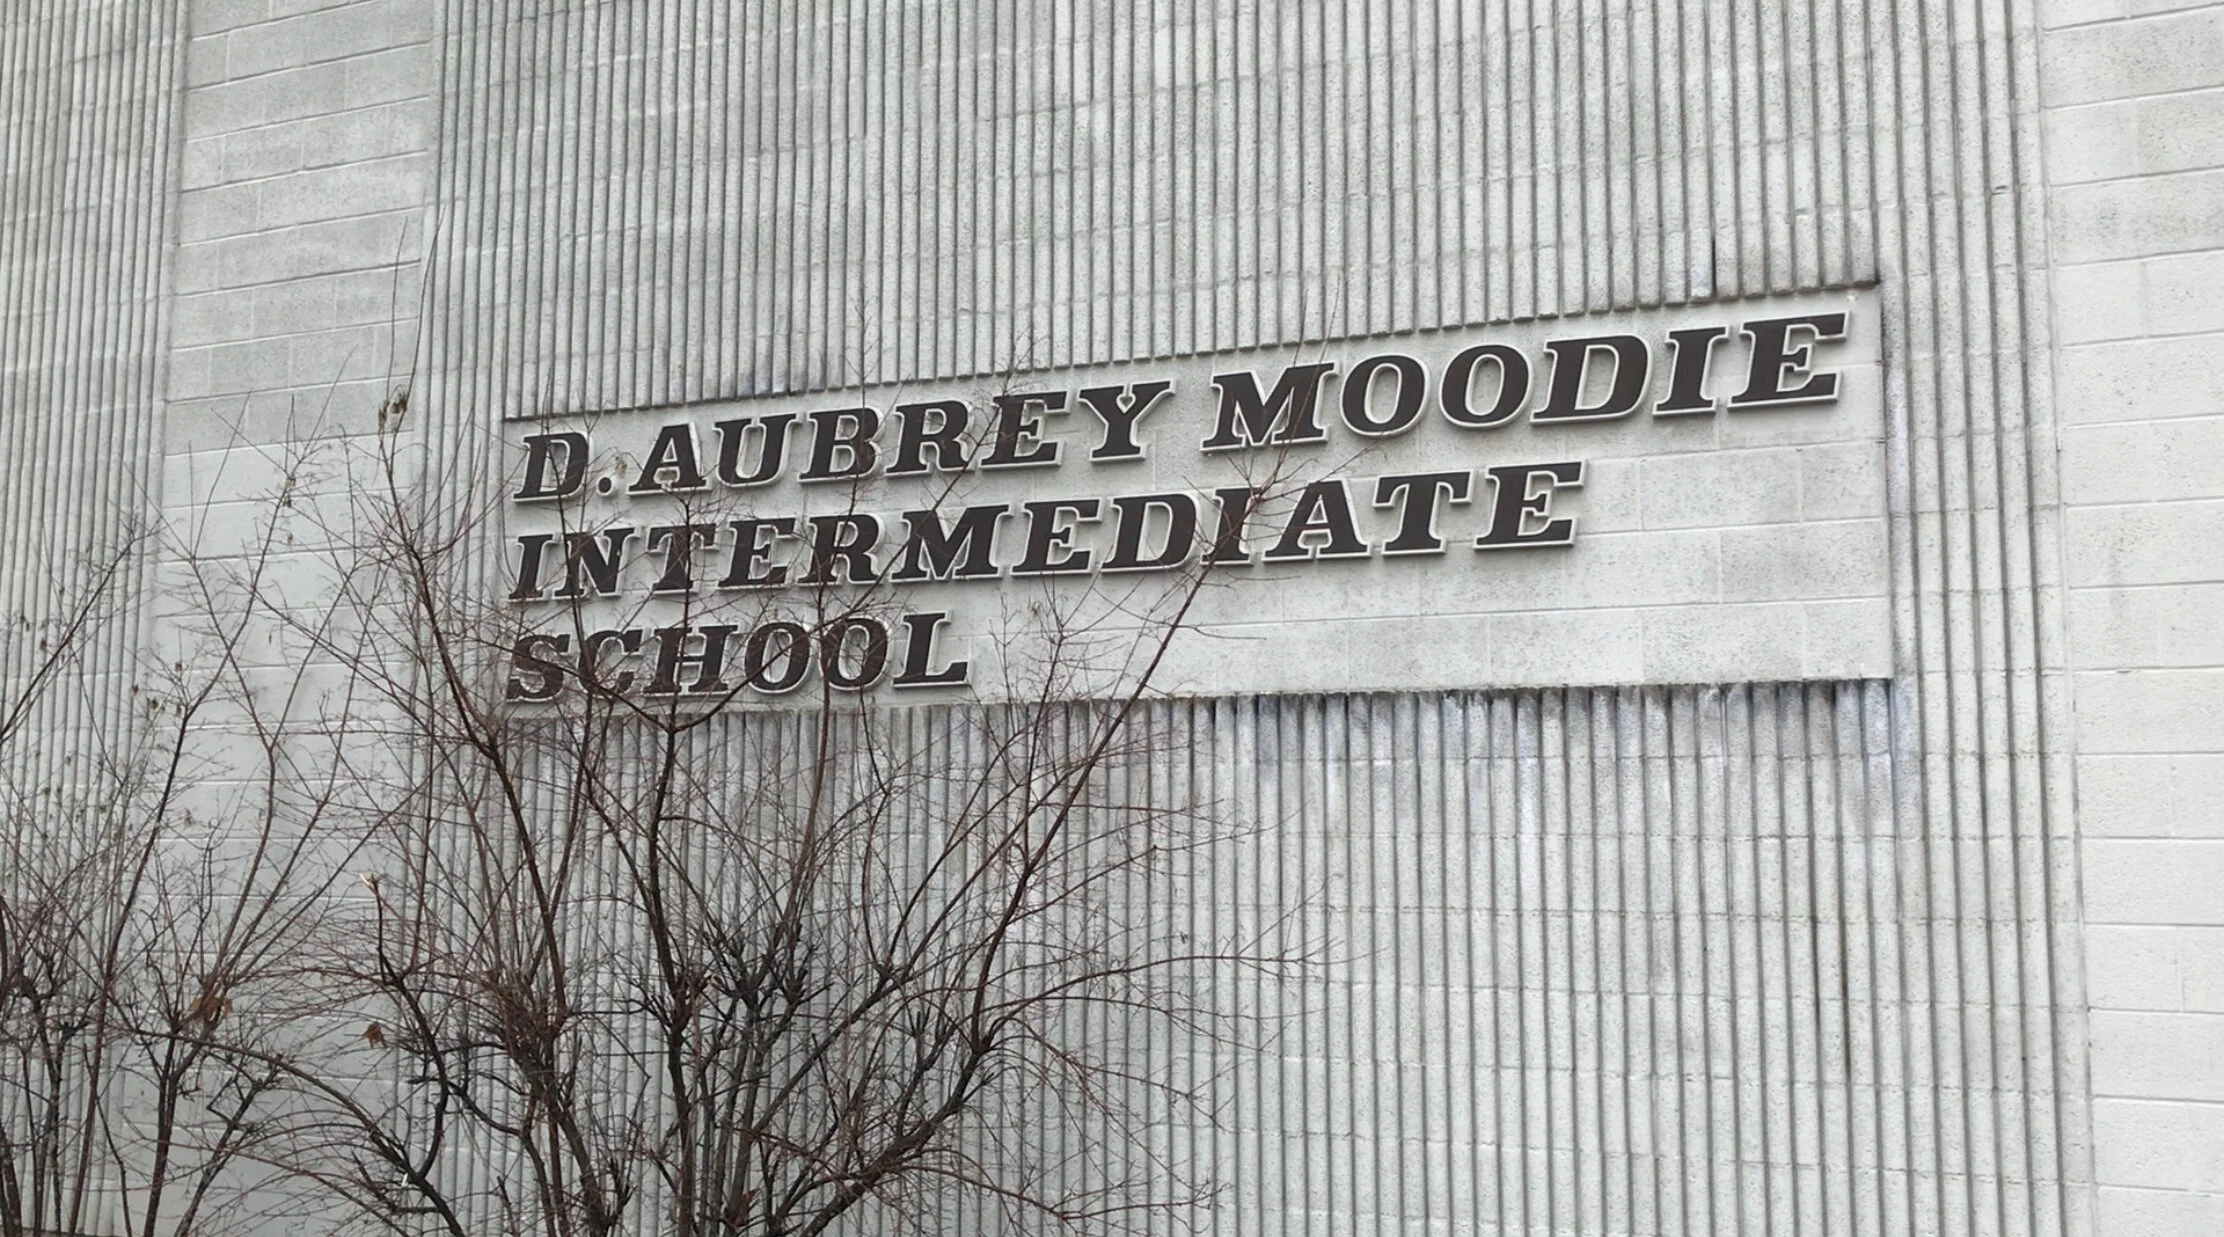 D. AUBREY MOODIE
INTERMEDIATE
SCHOOL